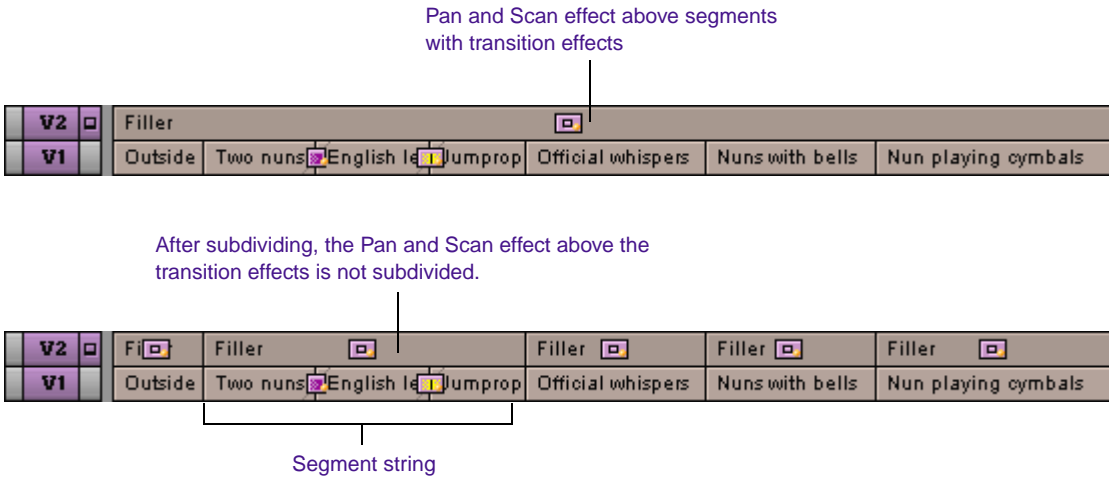 Pan and Scan effect above segments
with transition effects
V2 Filler
V1 Outside Two nuns English le Jumprop Official whispers Nuns with bells Nun playing cymbals
After subdividing, the Pan and Scan effect above the
transition effects is not subdivided.
V2 Filler Filler Filler Filler
V1 Outside Two nuns English le Jumprop Official whispers Nuns with bells Nun playing cymbals
Segment string